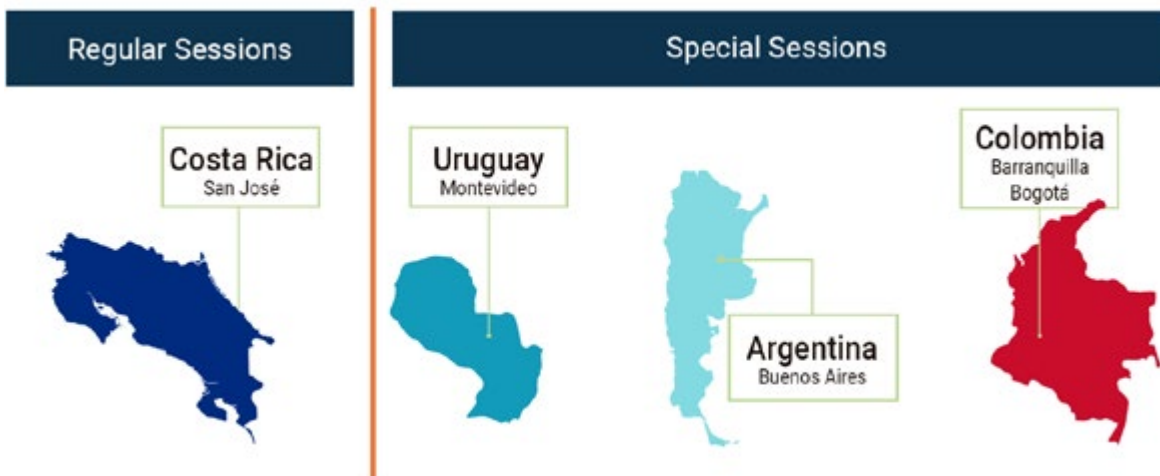 Regular Sessions
Special Sessions
Costa Rica
San José
Uruguay
Montevideo
Argentina
Buenos Aires
Colombia
Barranquilla
Bogotá